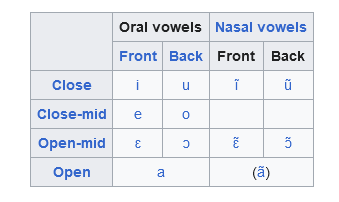 Oral vowels Nasal vowels
Front Back Front Back
Close i u ĩ ũ
Close-mid e o
Open-mid ɛ ɔ ɛ̃ ɔ̃
Open a (ã)